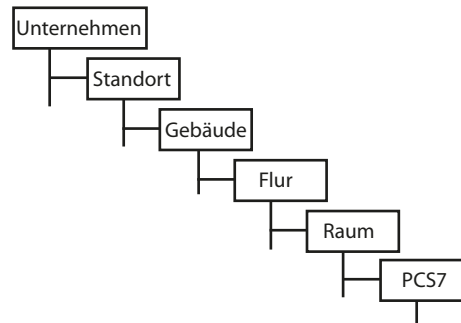 Unternehmen
Standort
Gebäude
Flur
Raum
PCS7